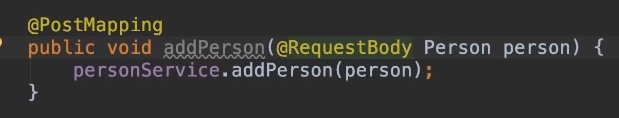 @PostMapping
public void addPerson(@RequestBody Person person) {
personService.addPerson(person);
}